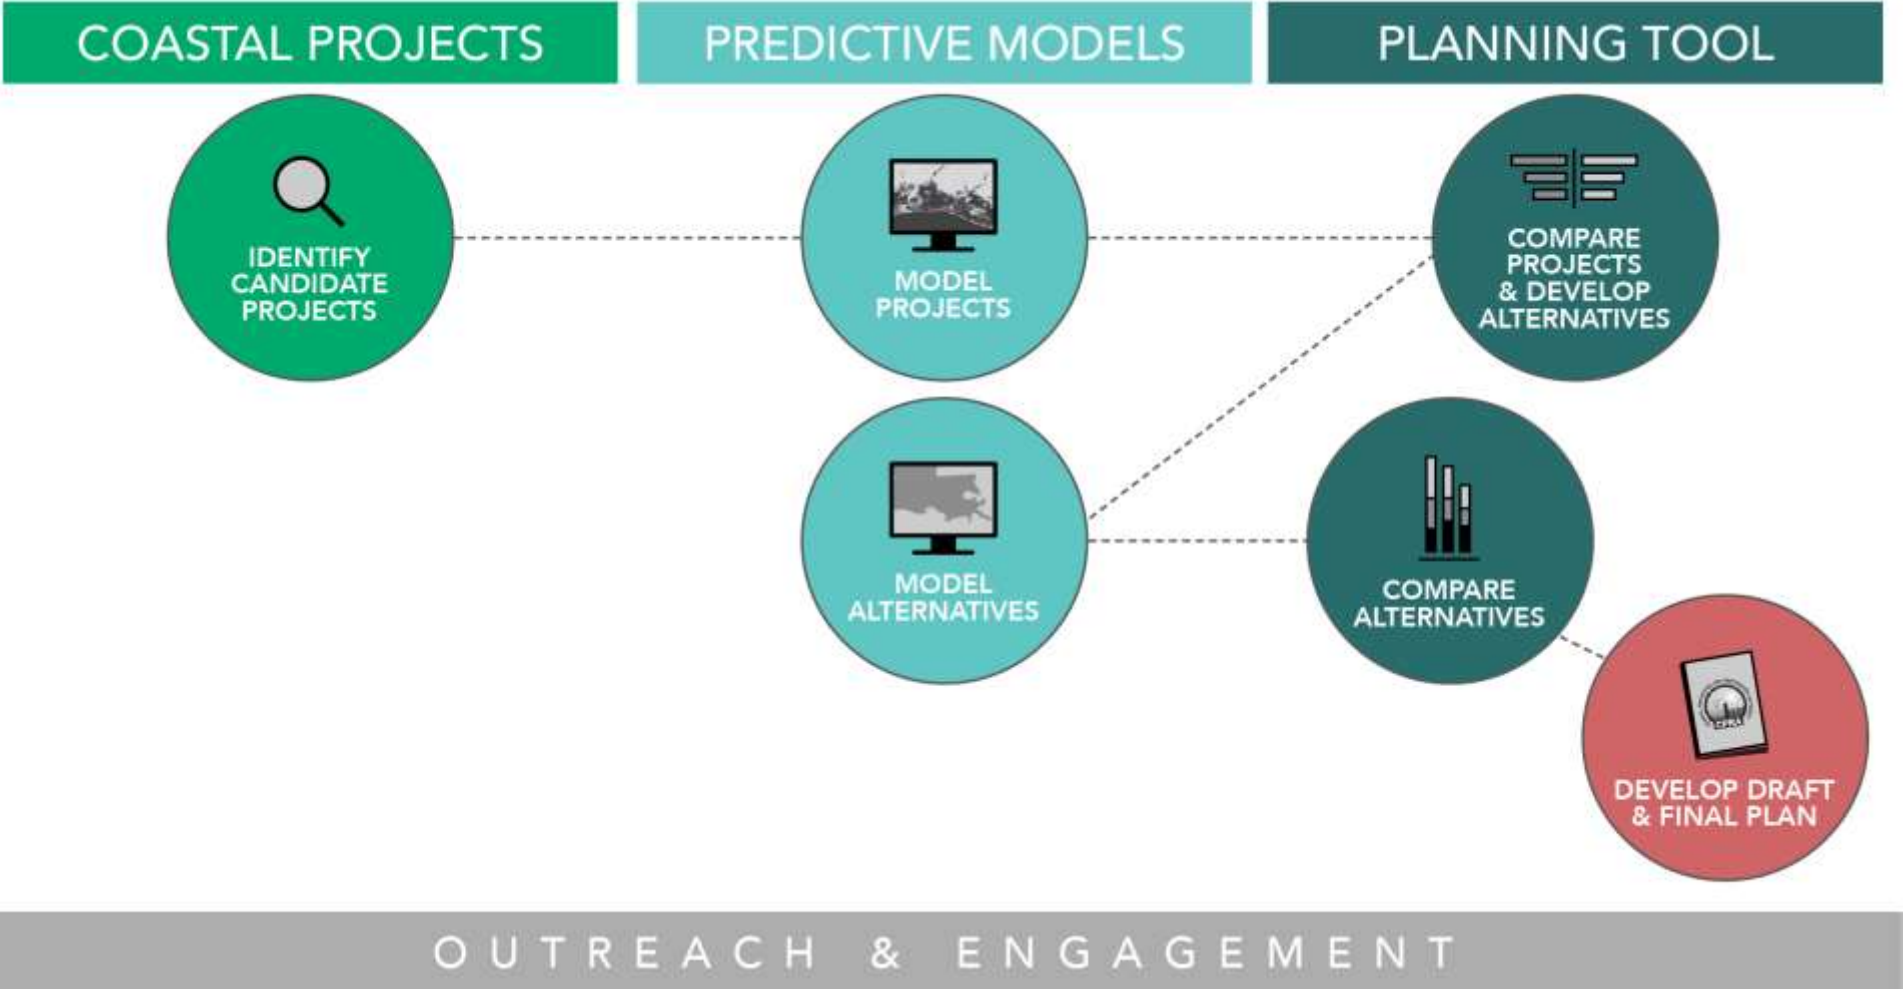 COASTAL PROJECTS
PREDICTIVE MODELS
PLANNING TOOL
IDENTIFY
CANDIDATE
PROJECTS
MODEL
PROJECTS
COMPARE
PROJECTS
& DEVELOP
ALTERNATIVES
MODEL
ALTERNATIVES
COMPARE
ALTERNATIVES
DEVELOP DRAFT
& FINAL PLAN
OUTREACH & ENGAGEMENT